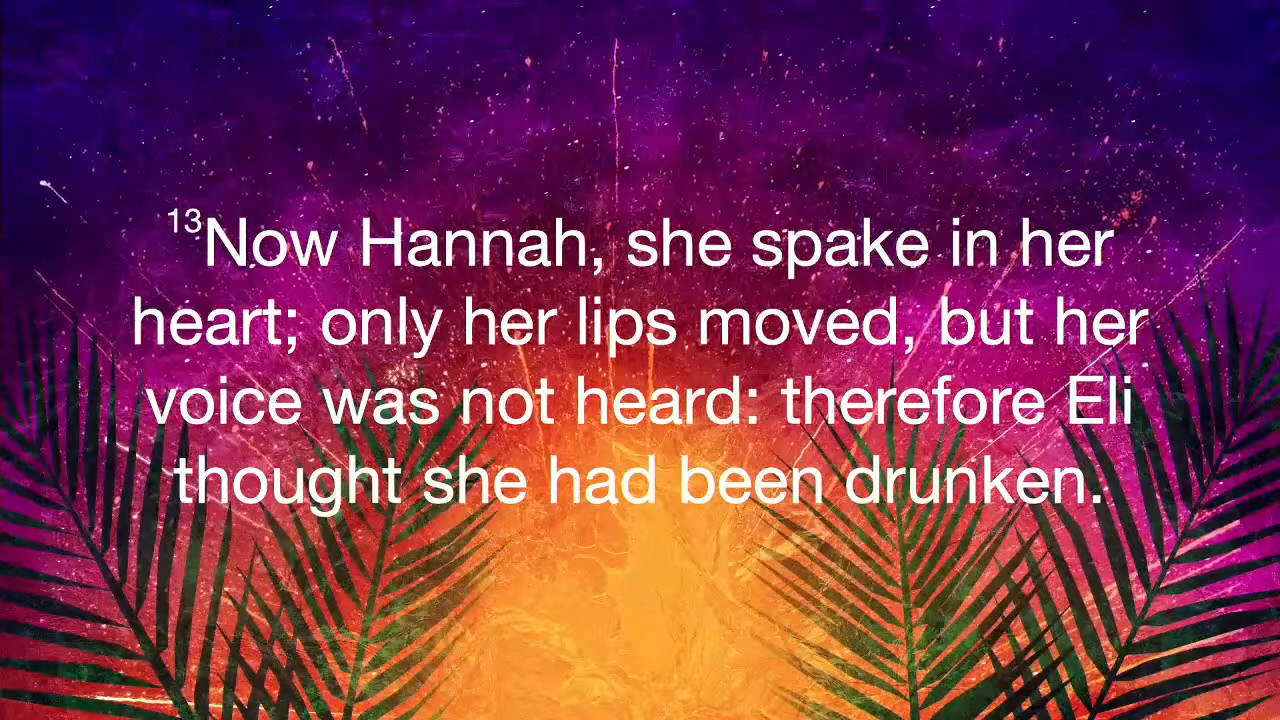 13Now Hannah, she spake in her
heart; only her lips moved, but her
voice was not heard: therefore Eli
thought she had been drunken.